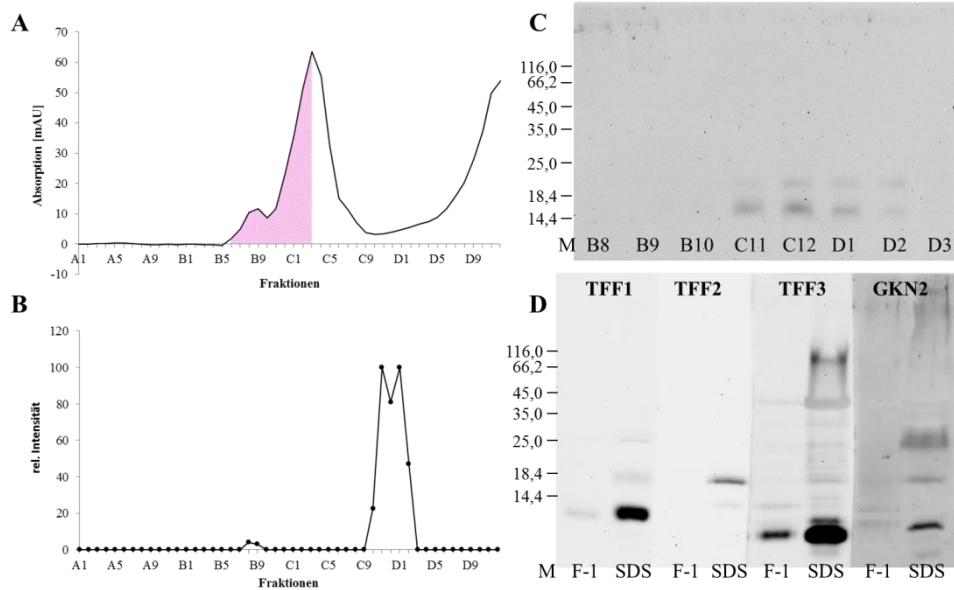 A
Absorption [mAU]
70
60
50
40
30
20
10
0
-10
A1 A5 A9 B1 B5 B9 C1 C5 C9 D1 D5 D9
Fraktionen
B
rel. Intensität
120
100
80
60
40
20
0
A1 A5 A9 B1 B5 B9 C1 C5 C9 D1 D5 D9
Fraktionen
C
116,0
66,2
45,0
35,0
25,0
18,4
14,4
M B8 B9 B10 C11 C12 D1 D2 D3
D
TFF1 TFF2 TFF3 GKN2
116,0
66,2
45,0
35,0
25,0
18,4
14,4
M F-1 SDS F-1 SDS F-1 SDS F-1 SDS